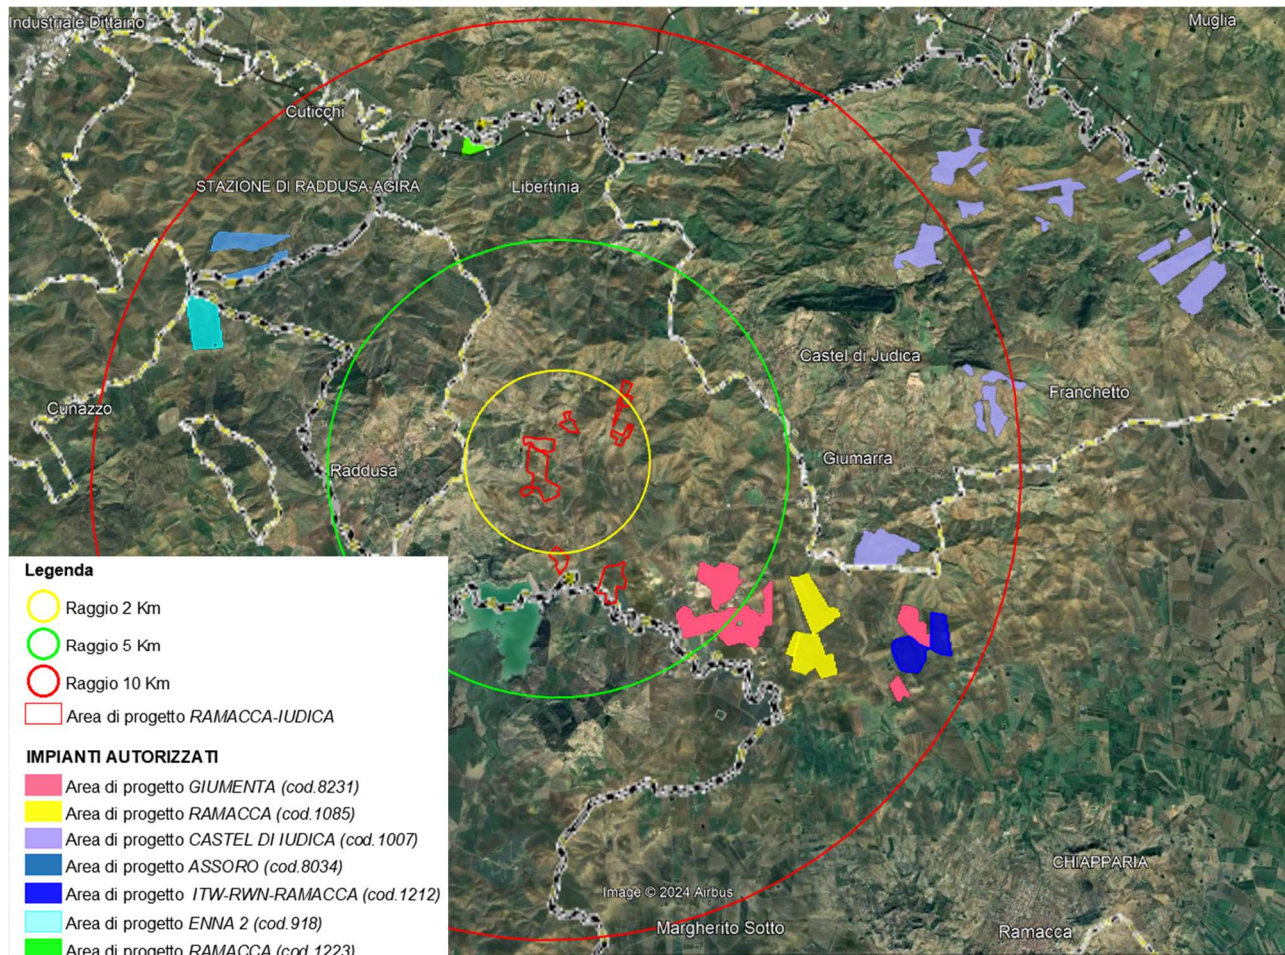 Industriale Dittaino
Muglia
Cuticchi
STAZIONE DI RADDUSA-AGIRA
Libertinia
Castel di Judica
Franchetto
Cunazzo
Raddusa
Giumarra
Legenda
Raggio 2 Km
Raggio 5 Km
Raggio 10 Km
Area di progetto RAMACCA-IUDICA
IMPIANTI AUTORIZZATI
Area di progetto GIUMENTA (cod.8231)
Area di progetto RAMACCA (cod.1085)
Area di progetto CASTEL DI IUDICA (cod.1007)
Area di progetto ASSORO (cod.8034)
Area di progetto ITW-RWN-RAMACCA (cod.1212)
Area di progetto ENNA 2 (cod.918)
Area di progetto RAMACCA (cod.1223)
CHIAPPARIA
Image © 2024 Airbus
Margherito Sotto
Ramacca